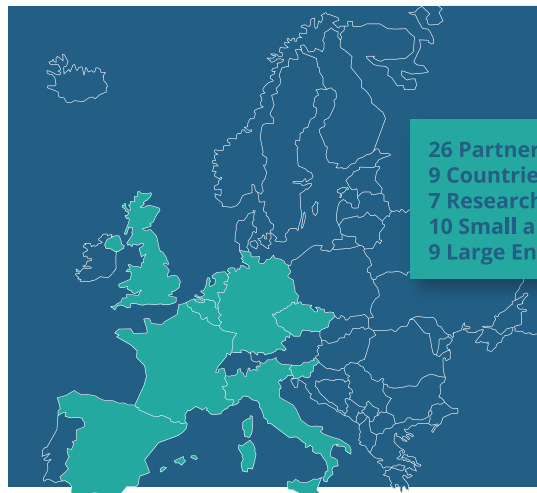 26 Partner
9 Countrie
7 Research
10 Small a
9 Large En